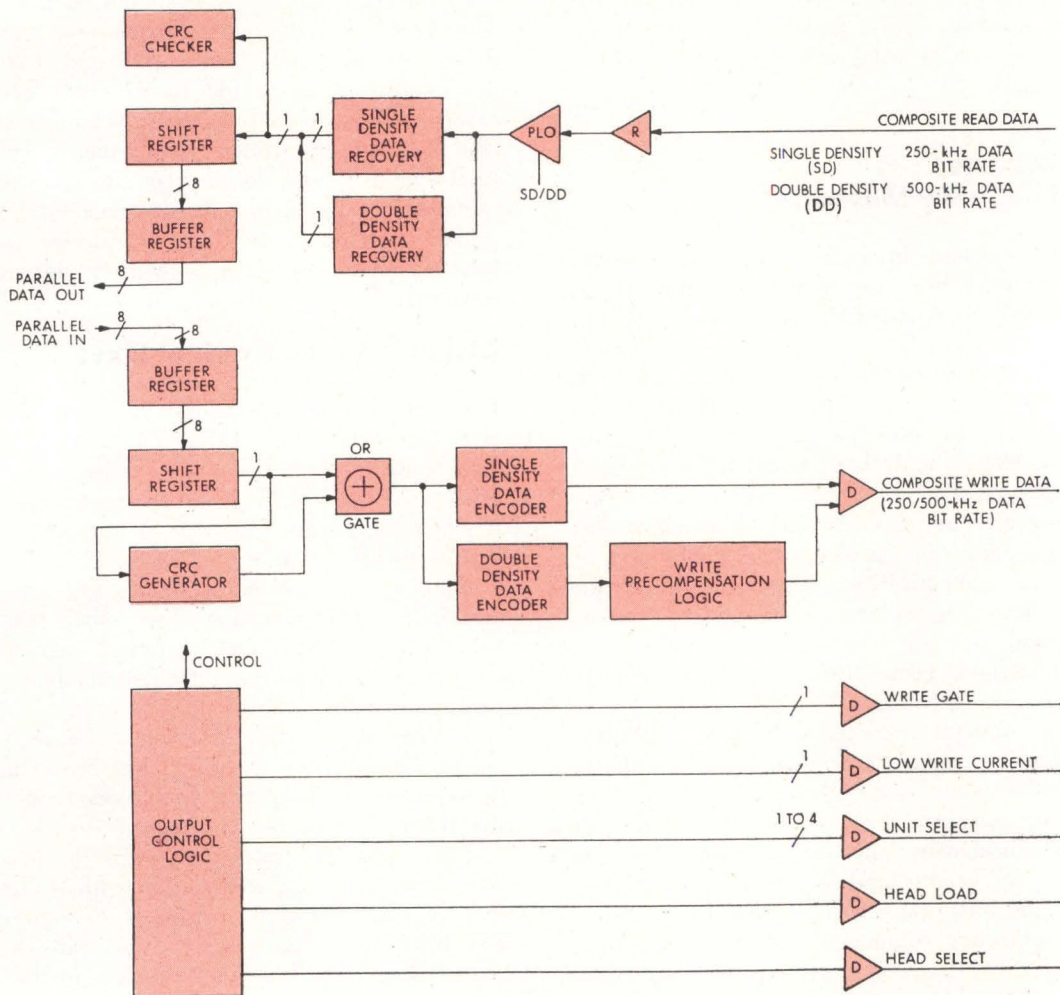 CRC
CHECKER
SHIFT
REGISTER
8
BUFFER
REGISTER
PARALLEL
DATA OUT
8
1
1
SINGLE
DENSITY
DATA
RECOVERY
1
DOUBLE
DENSITY
DATA
RECOVERY
PLO
SD/DD
R
COMPOSITE READ DATA
SINGLE DENSITY 250-kHz DATA
(SD) BIT RATE
DOUBLE DENSITY 500-kHz DATA
(DD) BIT RATE
PARALLEL
DATA IN
8
8
BUFFER
REGISTER
8
SHIFT
REGISTER
1
CRC
GENERATOR
OR
GATE
SINGLE
DENSITY
DATA
ENCODER
DOUBLE
DENSITY
DATA
ENCODER
WRITE
PRECOMPENSATION
LOGIC
D
COMPOSITE WRITE DATA
(250/500-kHz DATA
BIT RATE)
CONTROL
OUTPUT
CONTROL
LOGIC
1
D
WRITE GATE
1
D
LOW WRITE CURRENT
1 TO 4
D
UNIT SELECT
D
HEAD LOAD
D
HEAD SELECT